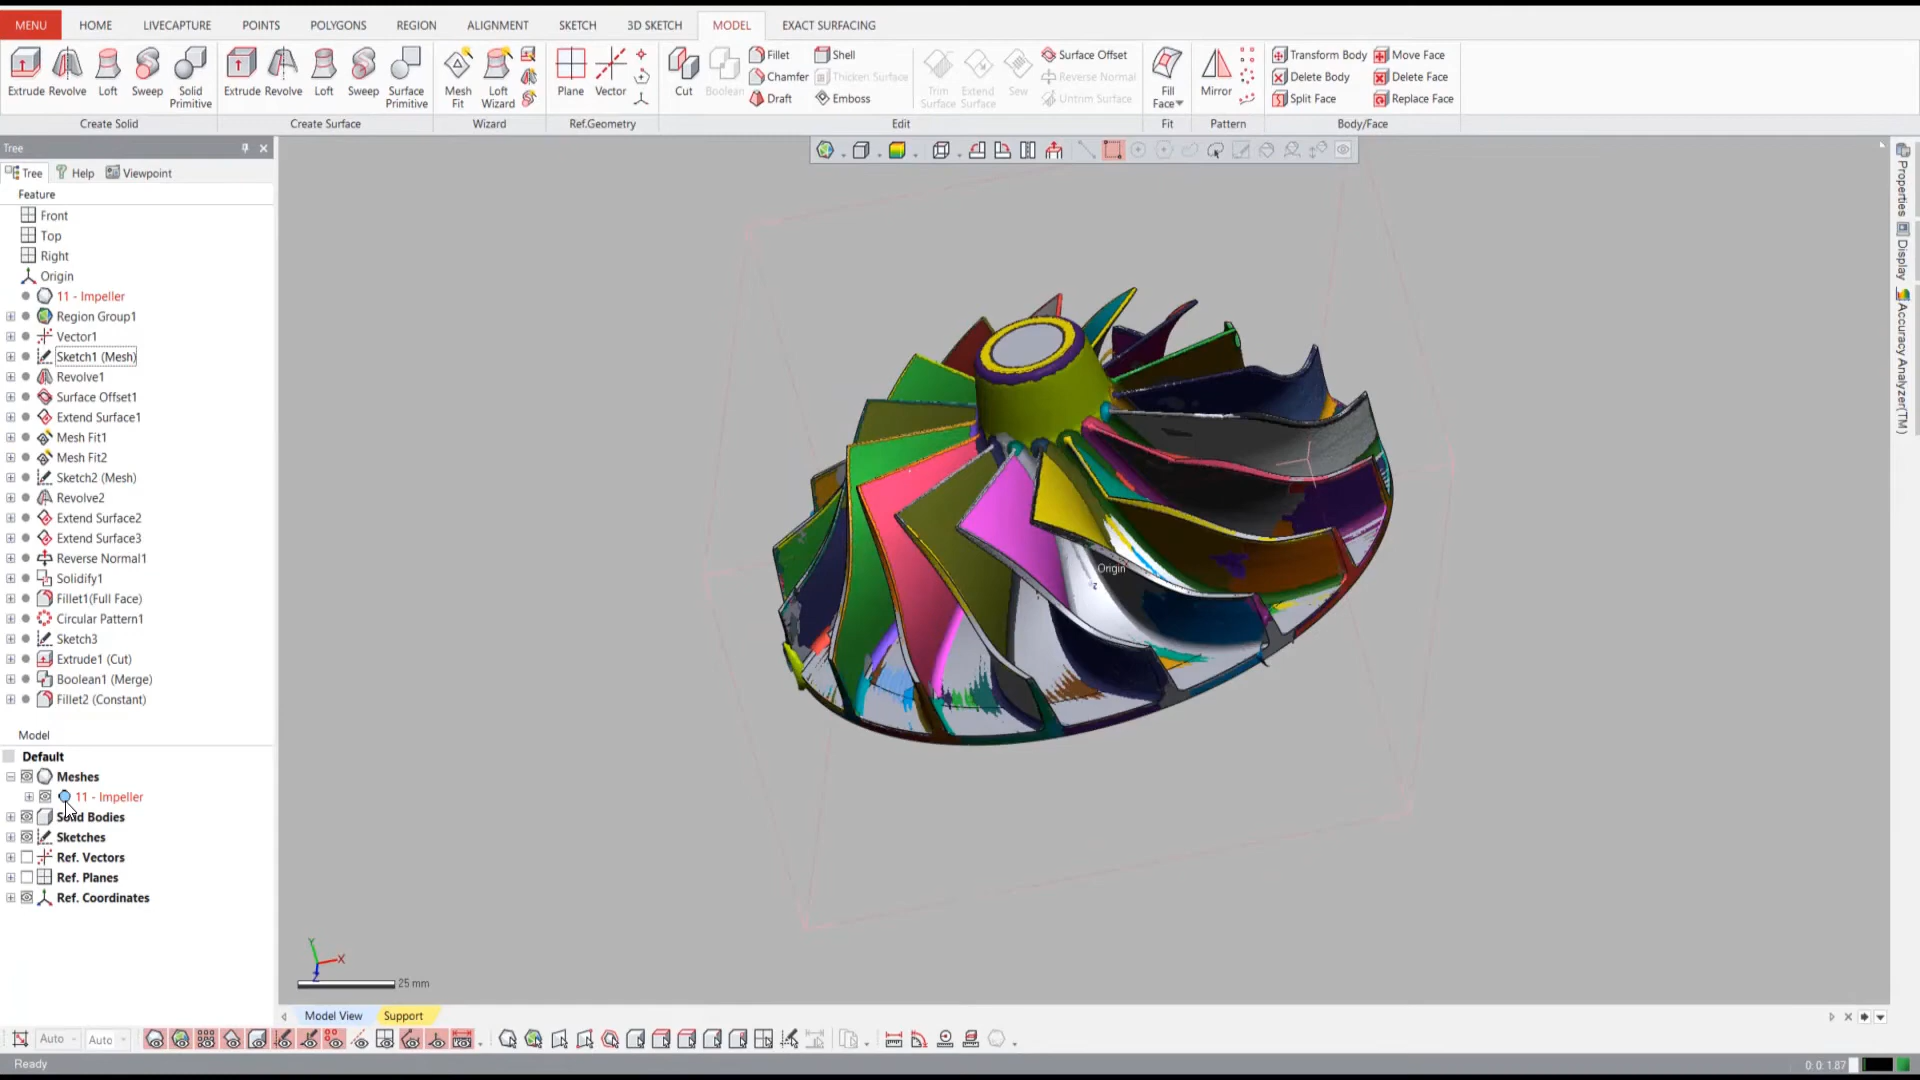 MENU HOME LIVECAPTURE POINTS POLYGONS REGION ALIGNMENT SKETCH 3D SKETCH MODEL EXACT SURFACING
Extrude Revolve Loft Sweep Solid Primitive
Create Solid
Extrude Revolve Loft Sweep Surface Primitive
Create Surface
Mesh Fit Loft Wizard
Wizard
Plane Vector
Ref.Geometry
Cut Boolean Fillet Shell
Chamfer Thicken Surface
Draft Emboss
Trim Surface Extend Surface Sew Surface Offset
Reverse Normal
Untrim Surface
Edit
Fill Face
Fit
Mirror
Pattern
Transform Body Move Face
Delete Body Delete Face
Split Face Replace Face
Body/Face
Tree
Tree Help Viewpoint
Feature
Front
Top
Right
Origin
11 - Impeller
Region Group1
Vector1
Sketch1 (Mesh)
Revolve1
Surface Offset1
Extend Surface1
Mesh Fit1
Mesh Fit2
Sketch2 (Mesh)
Revolve2
Extend Surface2
Extend Surface3
Reverse Normal1
Solidify1
Fillet1(Full Face)
Circular Pattern1
Sketch3
Extrude1 (Cut)
Boolean1 (Merge)
Fillet2 (Constant)
Model
Default
Meshes
11 - Impeller
Solid Bodies
Sketches
Ref. Vectors
Ref. Planes
Ref. Coordinates
Origin
Z
Y
X
Z
25 mm
Properties
Display
Accuracy Analyzer(TM)
Model View Support
Auto Auto
Ready
0: 0: 1.87